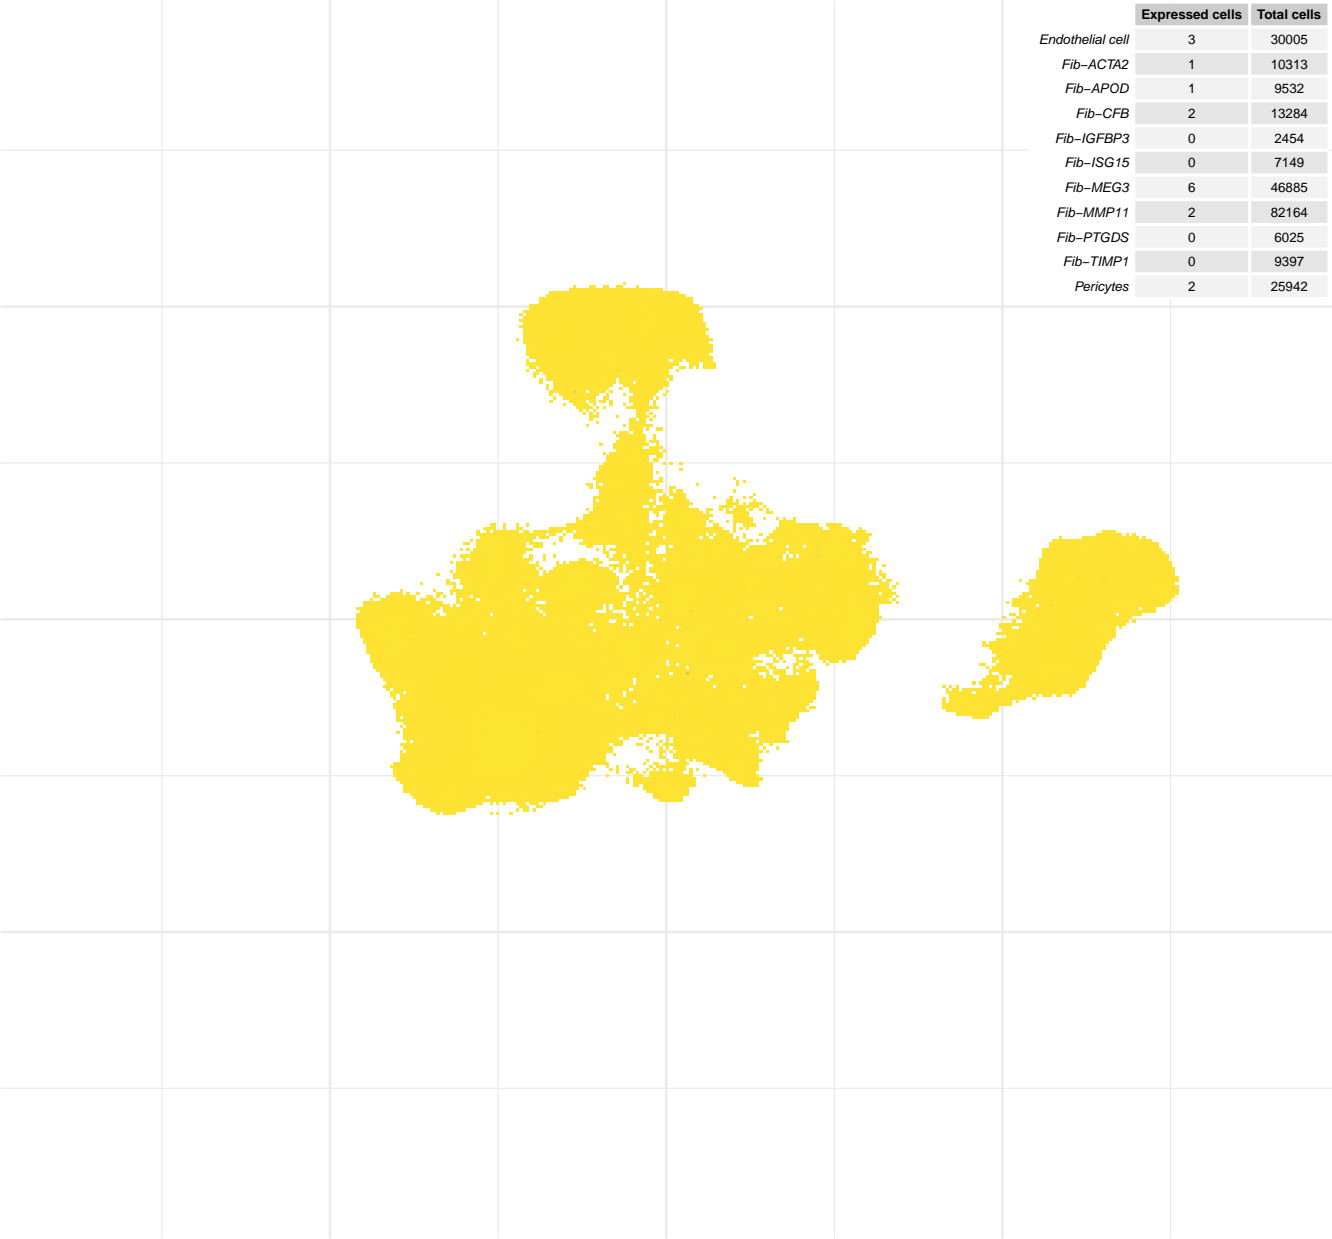 Expressed cells Total cells
Endothelial cell 3 30005
Fib−ACTA2 1 10313
Fib−APOD 1 9532
Fib−CFB 2 13284
Fib−IGFBP3 0 2454
Fib−ISG15 0 7149
Fib−MEG3 6 46885
Fib−MMP11 2 82164
Fib−PTGDS 0 6025
Fib−TIMP1 0 9397
Pericytes 2 25942